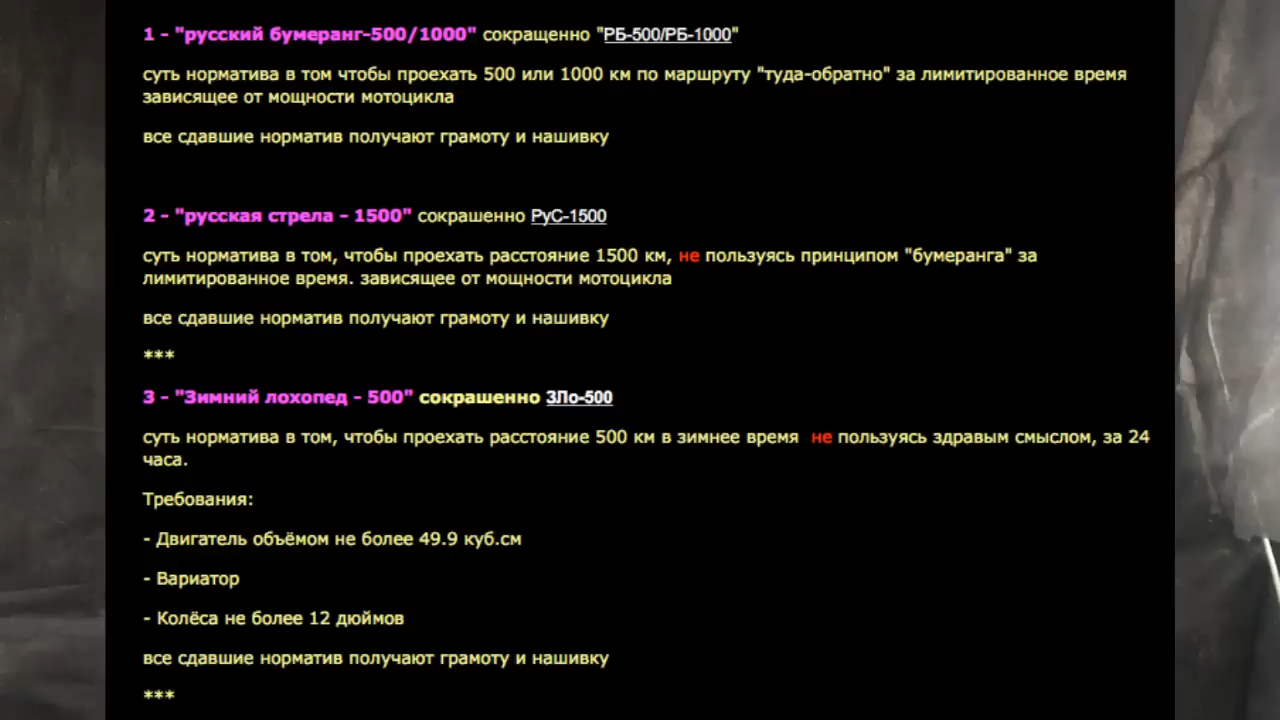 1 - "русский бумеранг-500/1000" сокращенно "РБ-500/РБ-1000"
суть норматива в том чтобы проехать 500 или 1000 км по маршруту "туда-обратно" за лимитированное время
зависящее от мощности мотоцикла
все сдавшие норматив получают грамоту и нашивку
2 - "русская стрела - 1500" сокрашенно РуС-1500
суть норматива в том, чтобы проехать расстояние 1500 км, не пользуясь принципом "бумеранга" за
лимитированное время. зависящее от мощности мотоцикла
все сдавшие норматив получают грамоту и нашивку
***
3 - "Зимний лохопед - 500" сокрашенно ЗЛо-500
суть норматива в том, чтобы проехать расстояние 500 км в зимнее время не пользуясь здравым смыслом, за 24
часа.
Требования:
- Двигатель объёмом не более 49.9 куб.см
- Вариатор
- Колёса не более 12 дюймов
все сдавшие норматив получают грамоту и нашивку
***